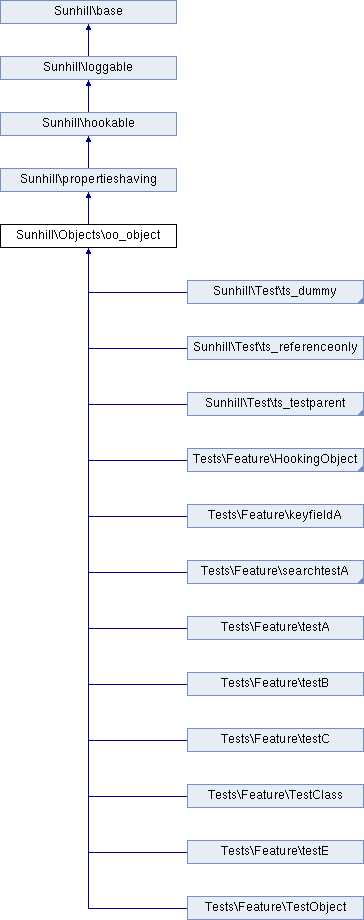 Sunhill\base
Sunhill\loggable
Sunhill\hookable
Sunhill\propertieshaving
Sunhill\Objects\oo_object
Sunhill\Test\ts_dummy
Sunhill\Test\ts_referenceonly
Sunhill\Test\ts_testparent
Tests\Feature\HookingObject
Tests\Feature\keyfieldA
Tests\Feature\searchtestA
Tests\Feature\testA
Tests\Feature\testB
Tests\Feature\testC
Tests\Feature\TestClass
Tests\Feature\testE
Tests\Feature\TestObject